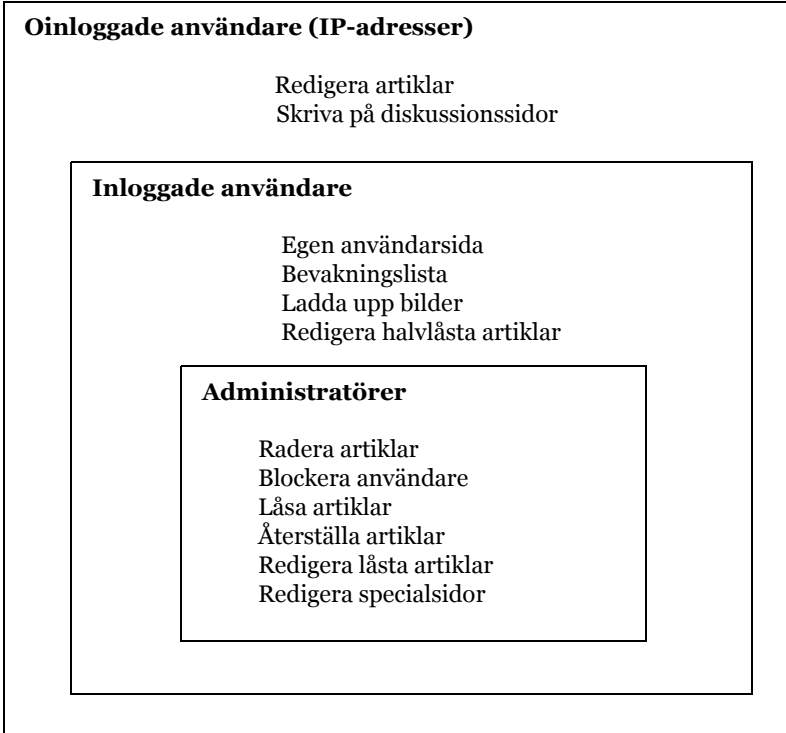 Oinloggade användare (IP-adresser)
Redigera artiklar
Skriva på diskussionssidor
Inloggade användare
Egen användarsida
Bevakningslista
Ladda upp bilder
Redigera halvlåsta artiklar
Administratörer
Radera artiklar
Blockera användare
Låsa artiklar
Återställa artiklar
Redigera låsta artiklar
Redigera specialsidor